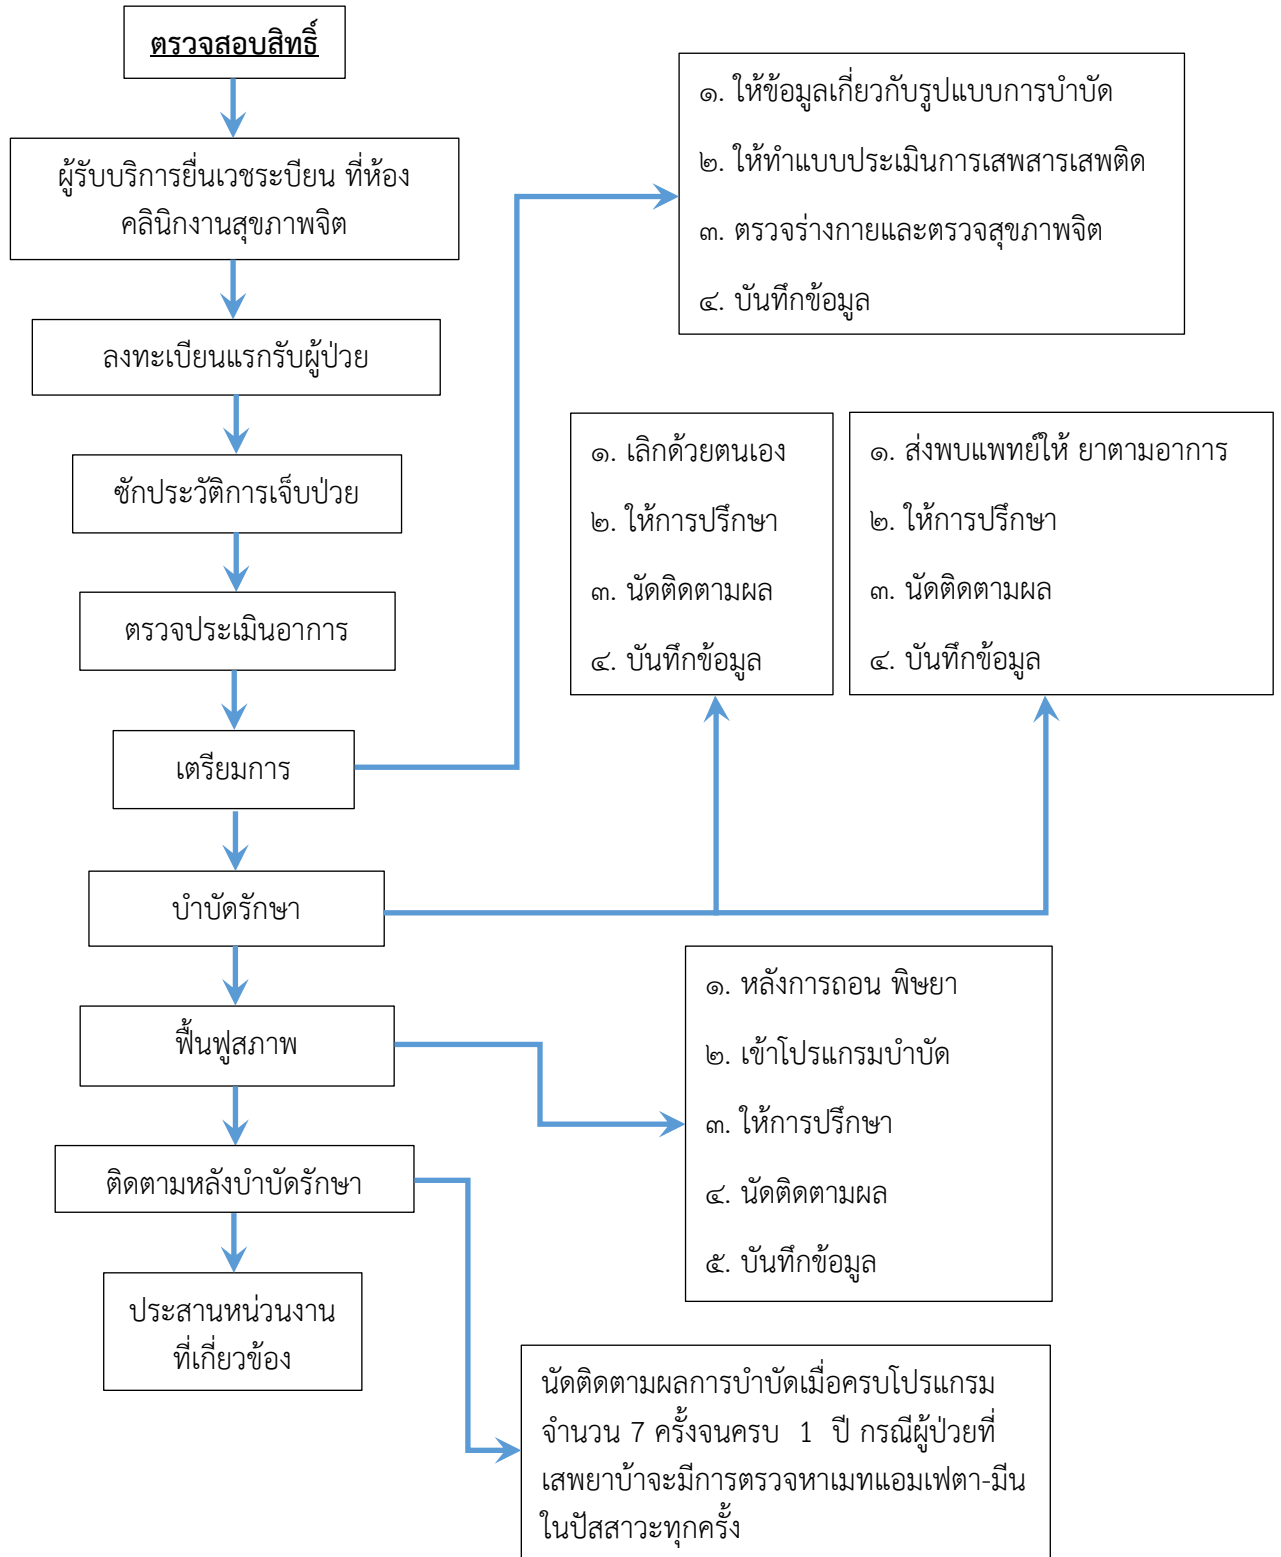 ตรวจสอบสิทธิ์
ผู้รับบริการยื่นเวชระบียน ที่ห้อง
คลินิกงานสุขภาพจิต
ลงทะเบียนแรกรับผู้ป่วย
ซักประวัติการเจ็บป่วย
ตรวจประเมินอาการ
เตรียมการ
๑. ให้ข้อมูลเกี่ยวกับรูปแบบการบำบัด
๒. ให้ทำแบบประเมินการเสพสารเสพติด
๓. ตรวจร่างกายและตรวจสุขภาพจิต
๔. บันทึกข้อมูล
บำบัดรักษา
๑. เลิกด้วยตนเอง
๒. ให้การปรึกษา
๓. นัดติดตามผล
๔. บันทึกข้อมูล
๑. ส่งพบแพทย์ให้ ยาตามอาการ
๒. ให้การปรึกษา
๓. นัดติดตามผล
๔. บันทึกข้อมูล
ฟื้นฟูสภาพ
๑. หลังการถอน พิษยา
๒. เข้าโปรแกรมบำบัด
๓. ให้การปรึกษา
๔. นัดติดตามผล
๕. บันทึกข้อมูล
ติดตามหลังบำบัดรักษา
ประสานหน่วนงาน
ที่เกี่ยวข้อง
นัดติดตามผลการบำบัดเมื่อครบโปรแกรม
จำนวน 7 ครั้งจนครบ 1 ปี กรณีผู้ป่วยที่
เสพยาบ้าจะมีการตรวจหาเมทแอมเฟตา-มีน
ในปัสสาวะทุกครั้ง